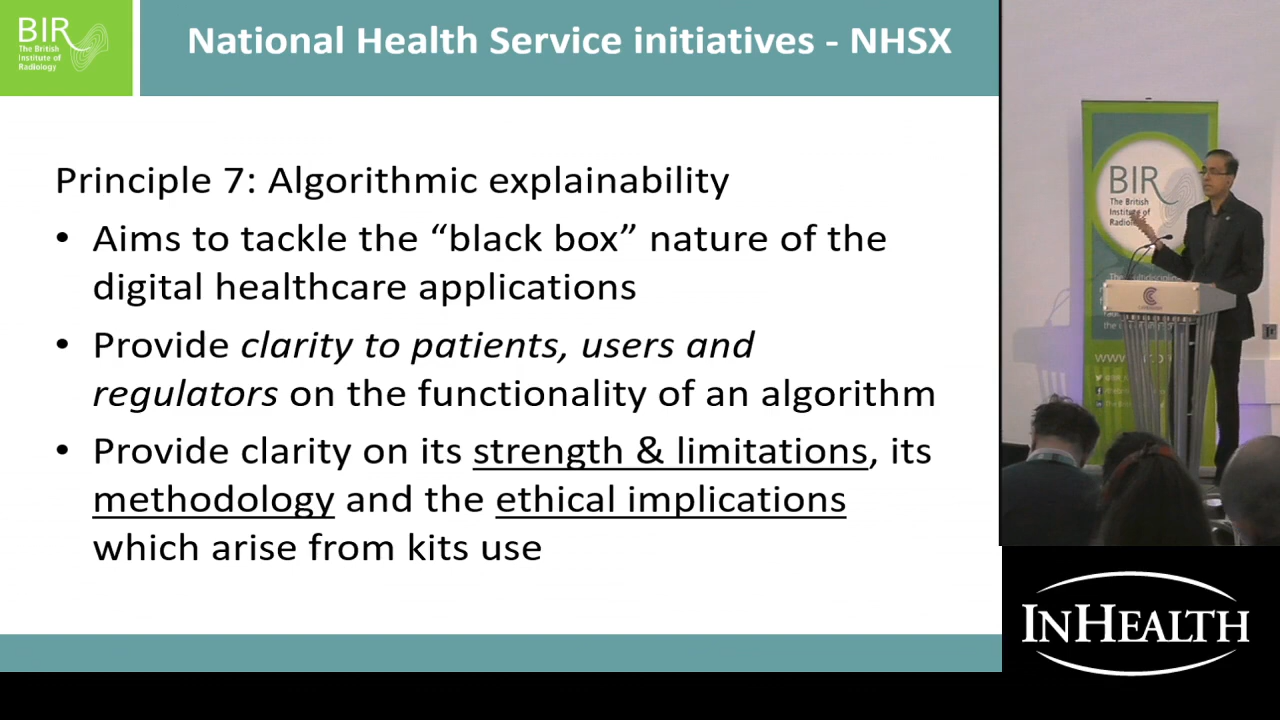 BIR
The British
Institute of
Radiology
National Health Service initiatives - NHSX
Principle 7: Algorithmic explainability
• Aims to tackle the “black box” nature of the
digital healthcare applications
• Provide clarity to patients, users and
regulators on the functionality of an algorithm
• Provide clarity on its strength & limitations, its
methodology and the ethical implications
which arise from kits use
BIR
The British
Institute of
INHEALTH